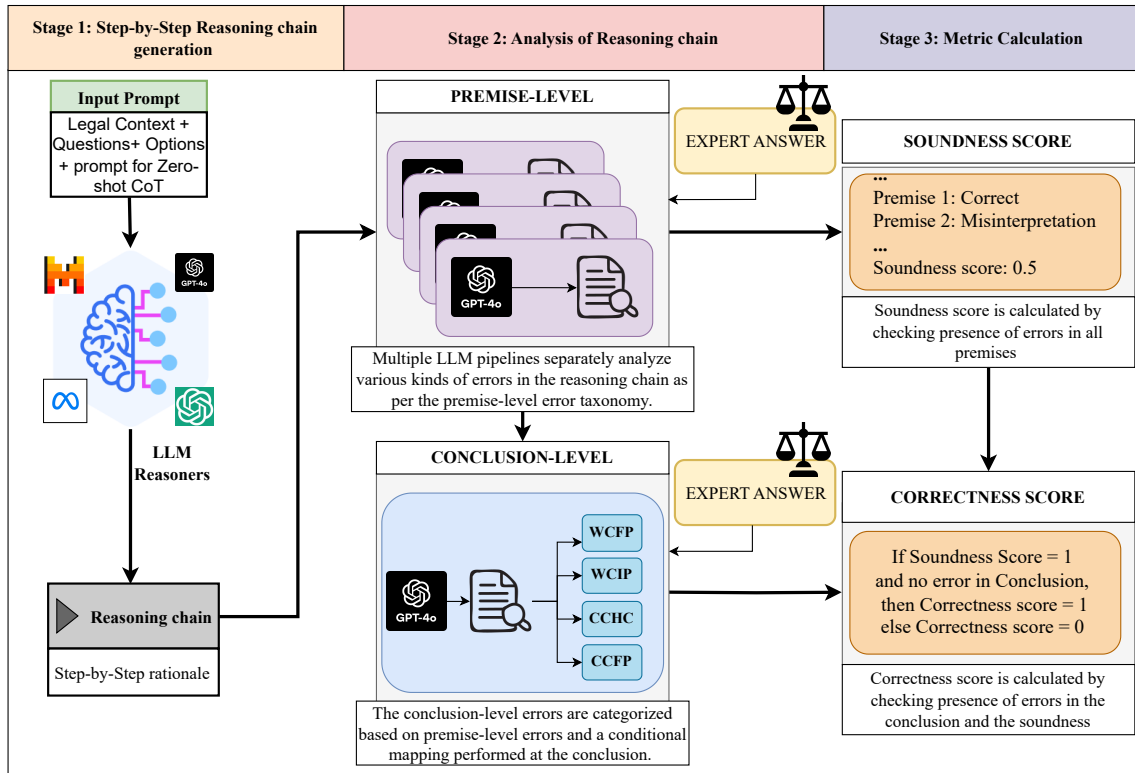 Stage 1: Step-by-Step Reasoning chain
generation
Stage 2: Analysis of Reasoning chain
Stage 3: Metric Calculation
Input Prompt
Legal Context +
Questions+ Options
+ prompt for Zero-
shot CoT
GPT-4o
LLM
Reasoners
Reasoning chain
Step-by-Step rationale
PREMISE-LEVEL
EXPERT ANSWER
GPT-4o
Multiple LLM pipelines separately analyze
various kinds of errors in the reasoning chain as
per the premise-level error taxonomy.
CONCLUSION-LEVEL
EXPERT ANSWER
GPT-4o
WCFP
WCIP
CCHC
CCFP
The conclusion-level errors are categorized
based on premise-level errors and a conditional
mapping performed at the conclusion.
SOUNDNESS SCORE
...
Premise 1: Correct
Premise 2: Misinterpretation
...
Soundness score: 0.5
Soundness score is calculated by
checking presence of errors in all
premises
CORRECTNESS SCORE
If Soundness Score = 1
and no error in Conclusion,
then Correctness score = 1
else Correctness score = 0
Correctness score is calculated by
checking presence of errors in the
conclusion and the soundness